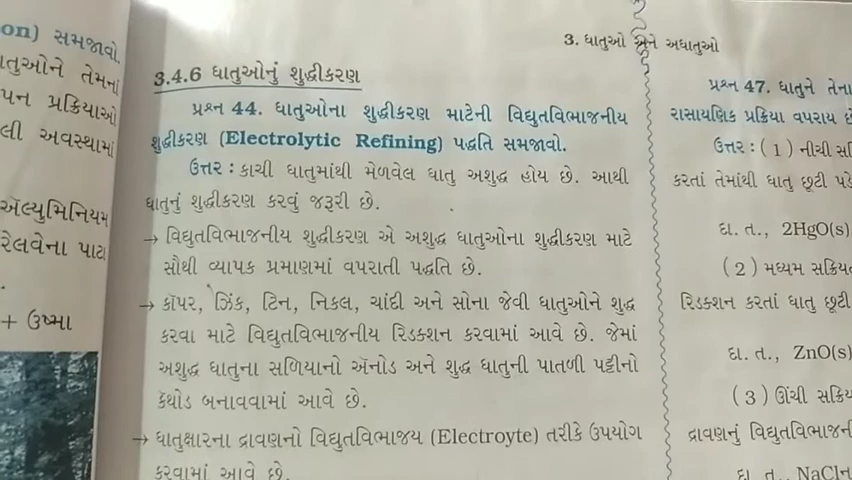 on) સમજાવો.
તુઓને તેમનાં
પન પ્રક્રિયાઓ
લી અવસ્થામાં
ઍલ્યુમિનિયમ
રેલવેના પાટા
+ ઉષ્મા
3.4.6 ધાતુઓનું શુદ્ધીકરણ
પ્રશ્ન 44. ધાતુઓના શુદ્ધીકરણ માટેની વિદ્યુતવિભાજનીય
શુદ્ધીકરણ (Electrolytic Refining) પદ્ધતિ સમજાવો.
ઉત્તર : કાચી ધાતુમાંથી મેળવેલ ધાતુ અશુદ્ધ હોય છે. આથી
ધાતુનું શુદ્ધીકરણ કરવું જરૂરી છે.
→ વિદ્યુતવિભાજનીય શુદ્ધીકરણ એ અશુદ્ધ ધાતુઓના શુદ્ધીકરણ માટે
સૌથી વ્યાપક પ્રમાણમાં વપરાતી પદ્ધતિ છે.
→ કૉપર, ઝિંક, ટિન, નિકલ, ચાંદી અને સોના જેવી ધાતુઓને શુદ્ધ
કરવા માટે વિદ્યુતવિભાજનીય રિડક્શન કરવામાં આવે છે. જેમાં
અશુદ્ધ ધાતુના સળિયાનો ઍનોડ અને શુદ્ધ ધાતુની પાતળી પટ્ટીનો
કૅથોડ બનાવવામાં આવે છે.
→ ધાતુક્ષારના દ્રાવણનો વિદ્યુતવિભાજ્ય (Electroyte) તરીકે ઉપયોગ
કરવામાં આવે છે.
3. ધાતુઓ અને અધાતુઓ
પ્રશ્ન 47. ધાતુને તેના
રાસાયણિક પ્રક્રિયા વપરાય છે
ઉત્તર : (1) નીચી સ
કરતાં તેમાંથી ધાતુ છૂટી પડે
દા. ત., 2HgO(s)
(2) મધ્યમ સક્રિય
રિડક્શન કરતાં ધાતુ છૂટી
દા. ત., ZnO(s)
(3) ઊંચી સક્રિય
દ્રાવણનું વિદ્યુતવિભાજન
દા. ત., NaCl